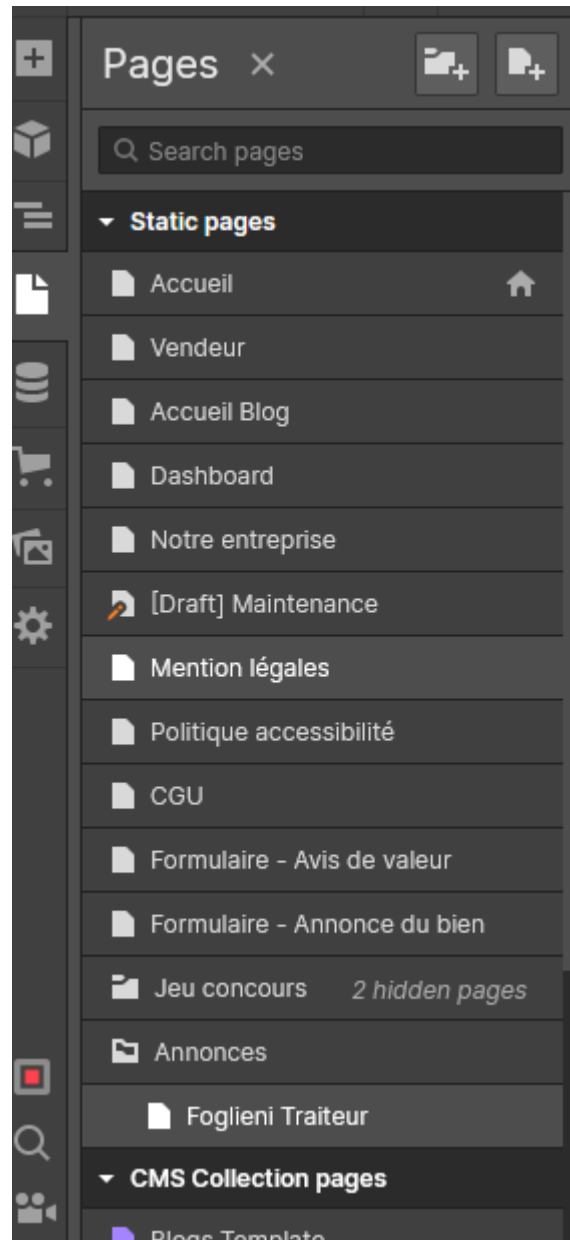 Pages
Search pages
Static pages
Accueil
Vendeur
Accueil Blog
Dashboard
Notre entreprise
[Draft] Maintenance
Mention légales
Politique accessibilité
CGU
Formulaire - Avis de valeur
Formulaire - Annonce du bien
Jeu concours 2 hidden pages
Annonces
Foglieni Traiteur
CMS Collection pages
Blogs Template